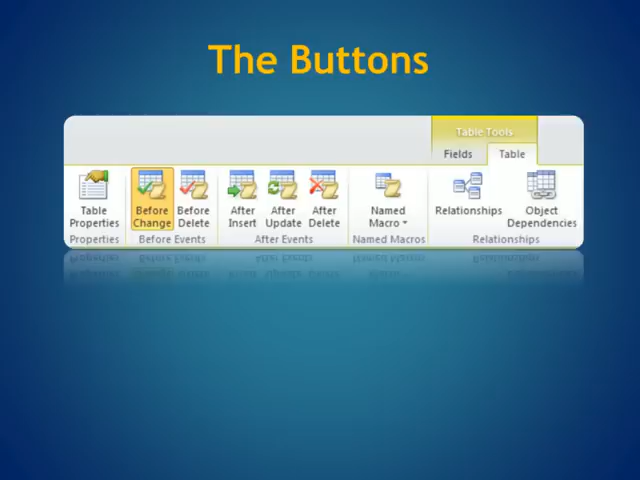 The Buttons
Table Tools
Fields Table
Table Before Before After After After Named Relationships Object
Properties Change Delete Insert Update Delete Macro Dependencies
Properties Before Events After Events Named Macros Relationships